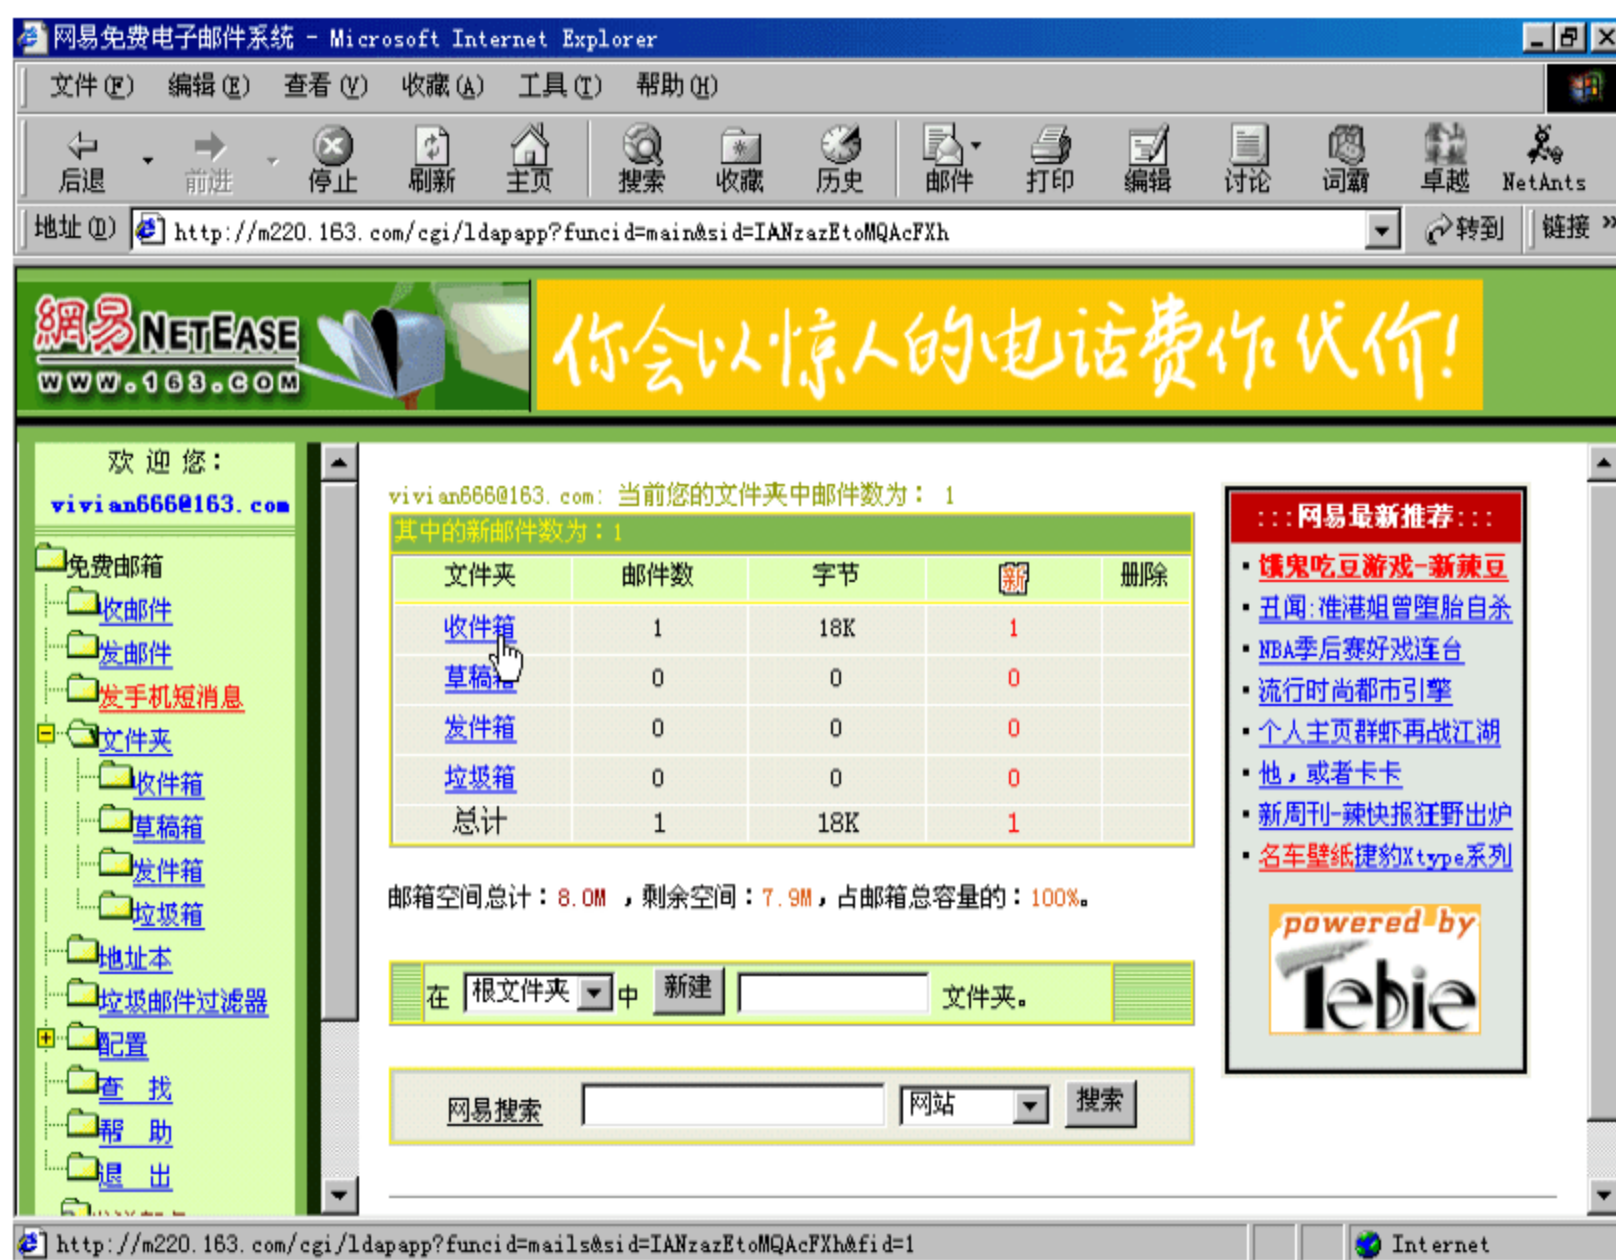 网易免费电子邮件系统 - Microsoft Internet Explorer
文件(F) 编辑(E) 查看(V) 收藏(A) 工具(T) 帮助(H)
后退 前进 停止 刷新 主页 搜索 收藏 历史 邮件 打印 编辑 讨论 词霸 卓越 NetAnts
地址(D) http://m220.163.com/cgi/ldapapp?funcid=main&sid=IANzazEtoMQAcFXh 转到 链接 »
網易 NETEASE
www.163.com
你会以惊人的电话费作代价!
欢 迎 您:
vivian666@163.com
免费邮箱
收邮件
发邮件
发手机短消息
文件夹
收件箱
草稿箱
发件箱
垃圾箱
地址本
垃圾邮件过滤器
配置
查 找
帮 助
退 出
vivian666@163.com: 当前您的文件夹中邮件数为: 1
其中的新邮件数为:1
文件夹 邮件数 字节 新 删除
收件箱 1 18K 1
草稿箱 0 0 0
发件箱 0 0 0
垃圾箱 0 0 0
总计 1 18K 1
邮箱空间总计:8.0M ,剩余空间:7.9M,占邮箱总容量的:100%。
在 根文件夹 中 新建 文件夹。
网易搜索 网站 搜索
:::网易最新推荐:::
饿鬼吃豆游戏-新辣豆
丑闻:准港姐曾堕胎自杀
NBA季后赛好戏连台
流行时尚都市引擎
个人主页群虾再战江湖
他,或者卡卡
新周刊-辣快报狂野出炉
名车壁纸捷豹Xtype系列
powered by
Tebie
http://m220.163.com/cgi/ldapapp?funcid=mails&sid=IANzazEtoMQAcFXh&fid=1 Internet